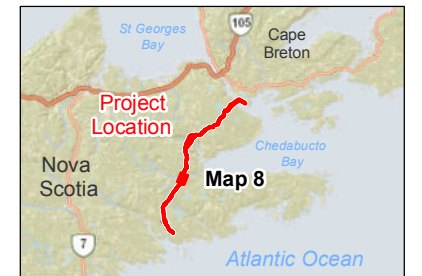 105
St Georges
Bay
Cape
Breton
Project
Location
Chedabucto
Bay
Nova
Scotia
Map 8
7
Atlantic Ocean